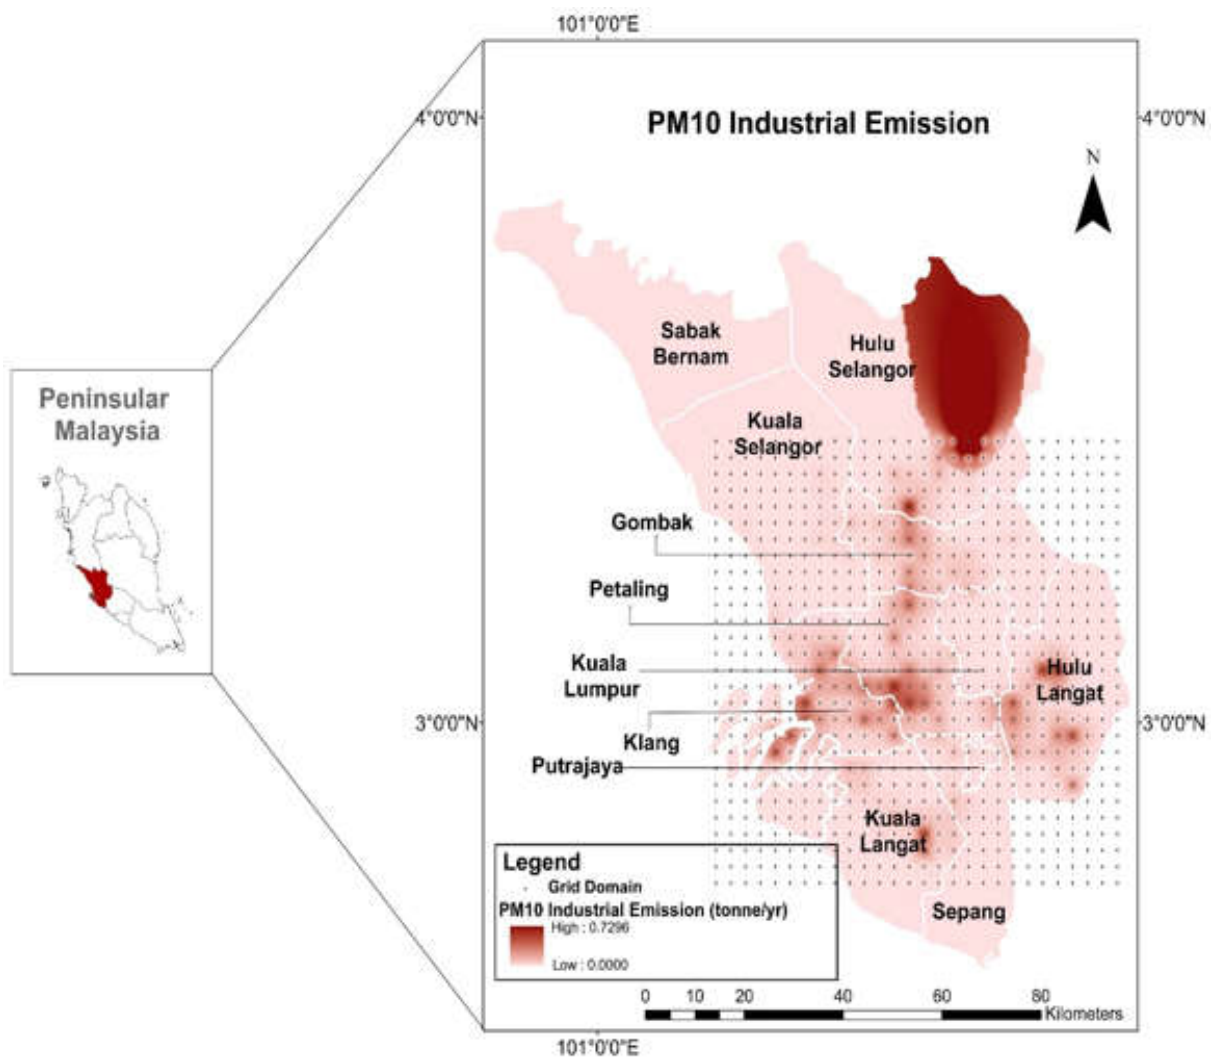 101°0'0"E
4°0'0"N
4°0'0"N
PM10 Industrial Emission
N
Sabak
Bernam
Hulu
Selangor
Peninsular
Malaysia
Kuala
Selangor
Gombak
Petaling
Kuala
Lumpur
Hulu
Langat
3°0'0"N
3°0'0"N
Klang
Putrajaya
Kuala
Langat
Legend
Grid Domain
PM10 Industrial Emission (tonne/yr)
High : 0.7296
Low : 0.0000
Sepang
0 10 20 40 60 80
Kilometers
101°0'0"E